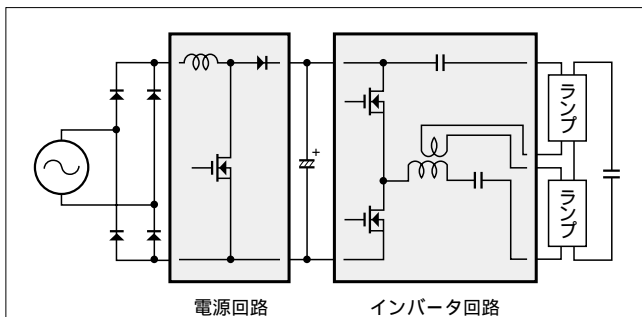 ランプ
ランプ
+
電源回路
インバータ回路